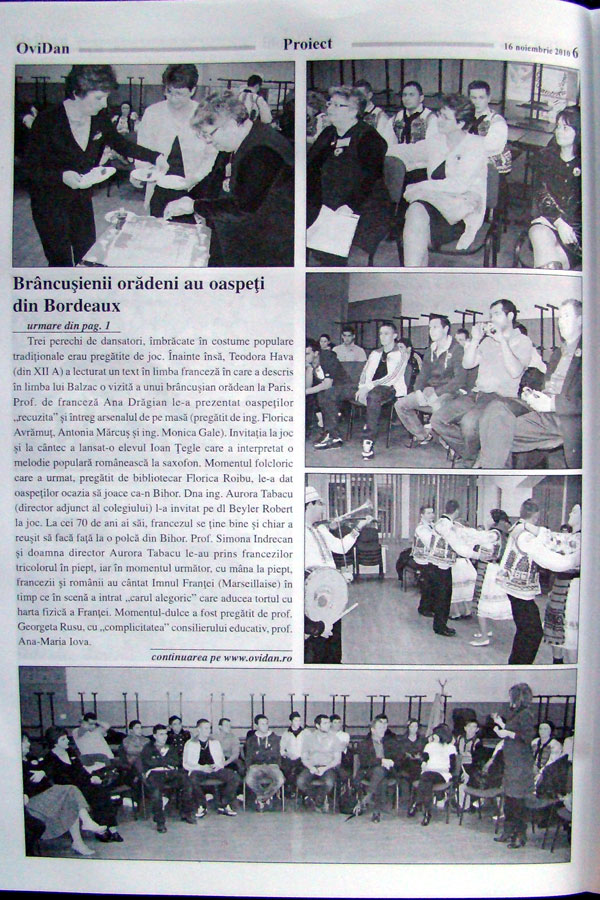 OviDan
Proiect
16 noiembrie 2010 6
Brâncuşienii orădeni au oaspeţi
din Bordeaux
urmare din pag. 1
Trei perechi de dansatori, îmbrăcate în costume populare
tradiţionale erau pregătite de joc. Înainte însă, Teodora Hava
(din XII A) a lecturat un text în limba franceză în care a descris
în limba lui Balzac o vizită a unui brâncuşian orădean la Paris.
Prof. de franceză Ana Drăgian le-a prezentat oaspeţilor
„recuzita” şi întreg arsenalul de pe masă (pregătit de ing. Florica
Avrămuţ, Antonia Mărcuş şi ing. Monica Gale). Invitaţia la joc
şi la cântec a lansat-o elevul Ioan Ţegle care a interpretat o
melodie populară românească la saxofon. Momentul folcloric
care a urmat, pregătit de bibliotecar Florica Roibu, le-a dat
oaspeţilor ocazia să joace ca-n Bihor. Dna ing. Aurora Tabacu
(director adjunct al colegiului) l-a invitat pe dl Beyler Robert
la joc. La cei 70 de ani ai săi, francezul se ţine bine şi chiar a
reuşit să facă faţă la o polcă din Bihor. Prof. Simona Indrecan
şi doamna director Aurora Tabacu le-au prins francezilor
tricolorul în piept, iar în momentul următor, cu mâna la piept,
francezii şi românii au cântat Imnul Franţei (Marseillaise) în
timp ce în scenă a intrat „carul alegoric” care aducea tortul cu
harta fizică a Franţei. Momentul-dulce a fost pregătit de prof.
Georgeta Rusu, cu „complicitatea” consilierului educativ, prof.
Ana-Maria Iova.
continuarea pe www.ovidan.ro